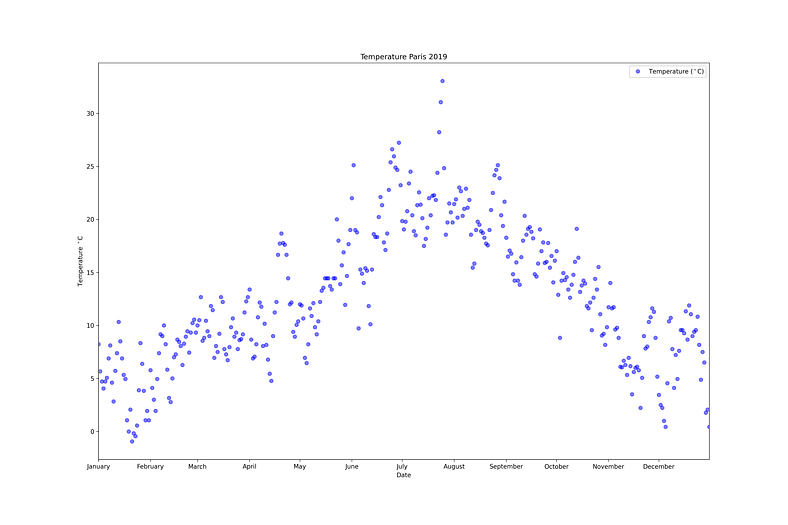 Temperature Paris 2019
Temperature (°C)
30
25
20
15
10
5
0
Temperature °C
January February March April May June July August September October November December
Date